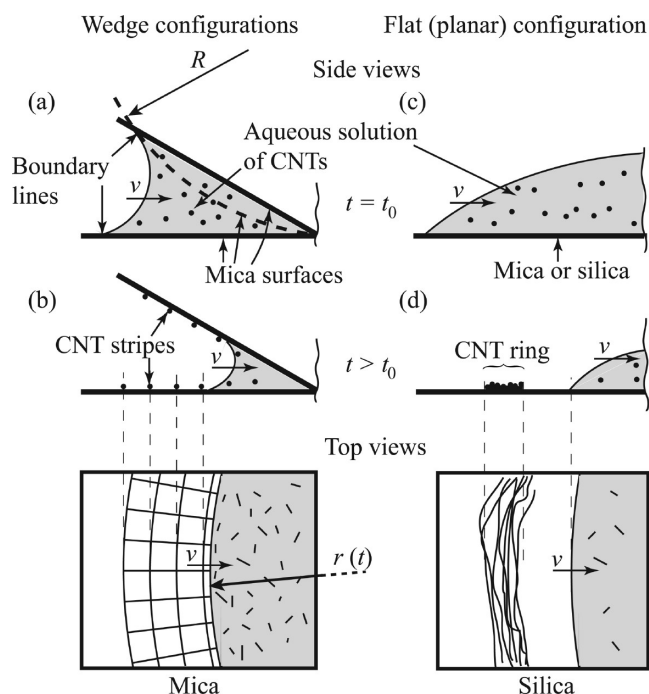 Wedge configurations
Flat (planar) configuration
Side views
R
(a)
(c)
Aqueous solution
of CNTs
Boundary
lines
v
t = t0
v
Mica surfaces
Mica or silica
(b)
(d)
CNT stripes
v
t > t0
CNT ring
v
Top views
v
r (t)
v
Mica
Silica